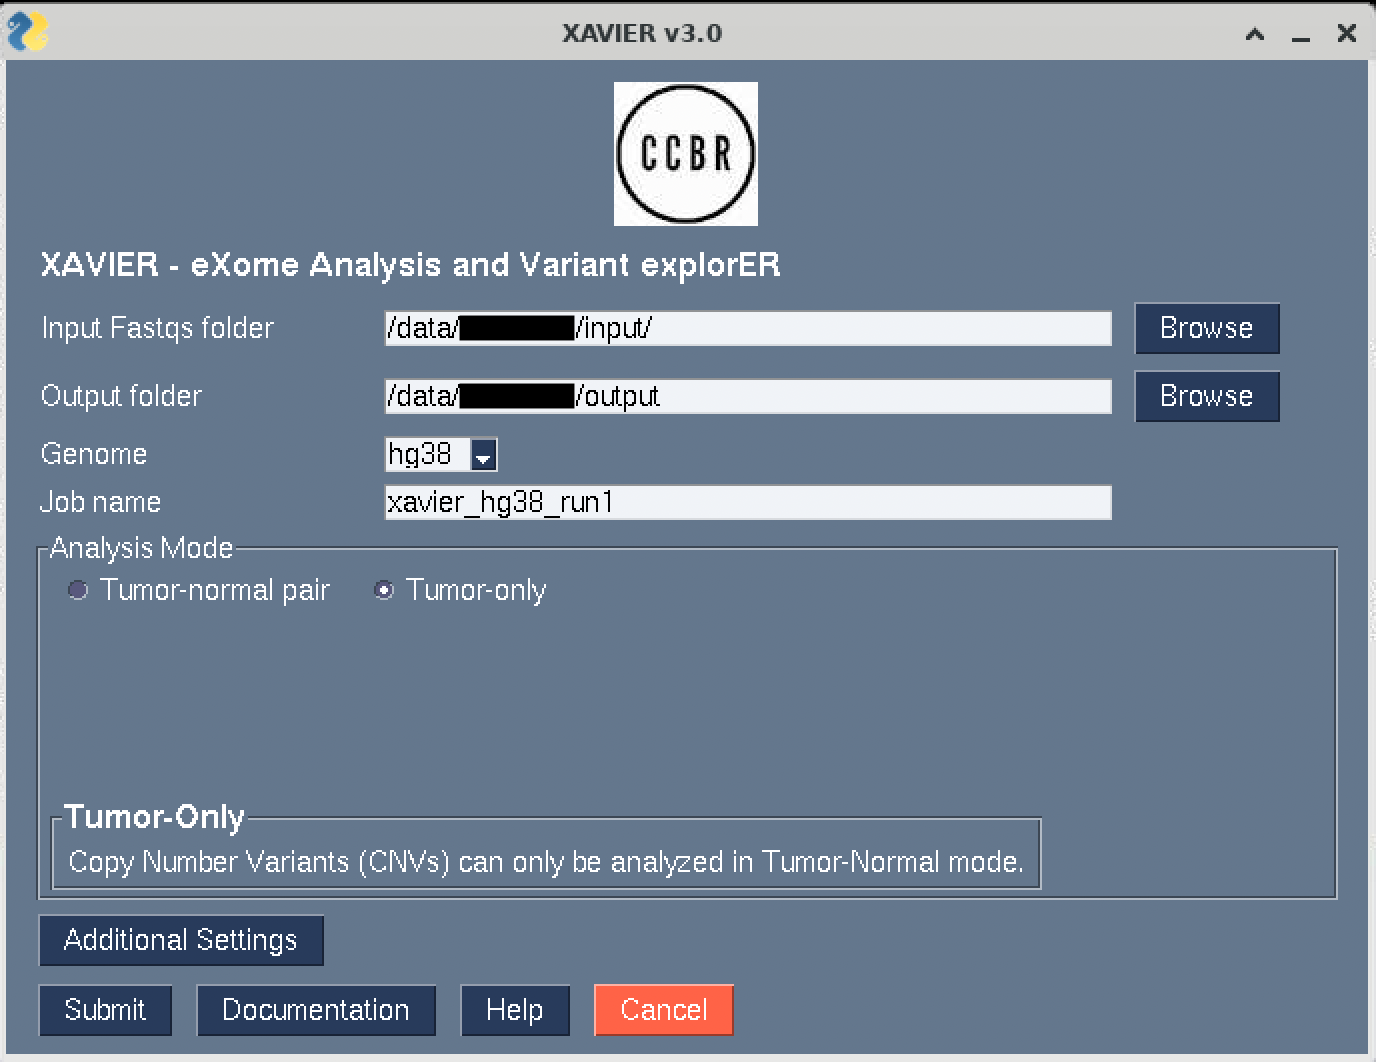 XAVIER v3.0
CCBR
XAVIER - eXome Analysis and Variant explorER
Input Fastqs folder /data/ /input/ Browse
Output folder /data/ /output Browse
Genome hg38
Job name xavier_hg38_run1
Analysis Mode
Tumor-normal pair Tumor-only
Tumor-Only
Copy Number Variants (CNVs) can only be analyzed in Tumor-Normal mode.
Additional Settings
Submit Documentation Help Cancel